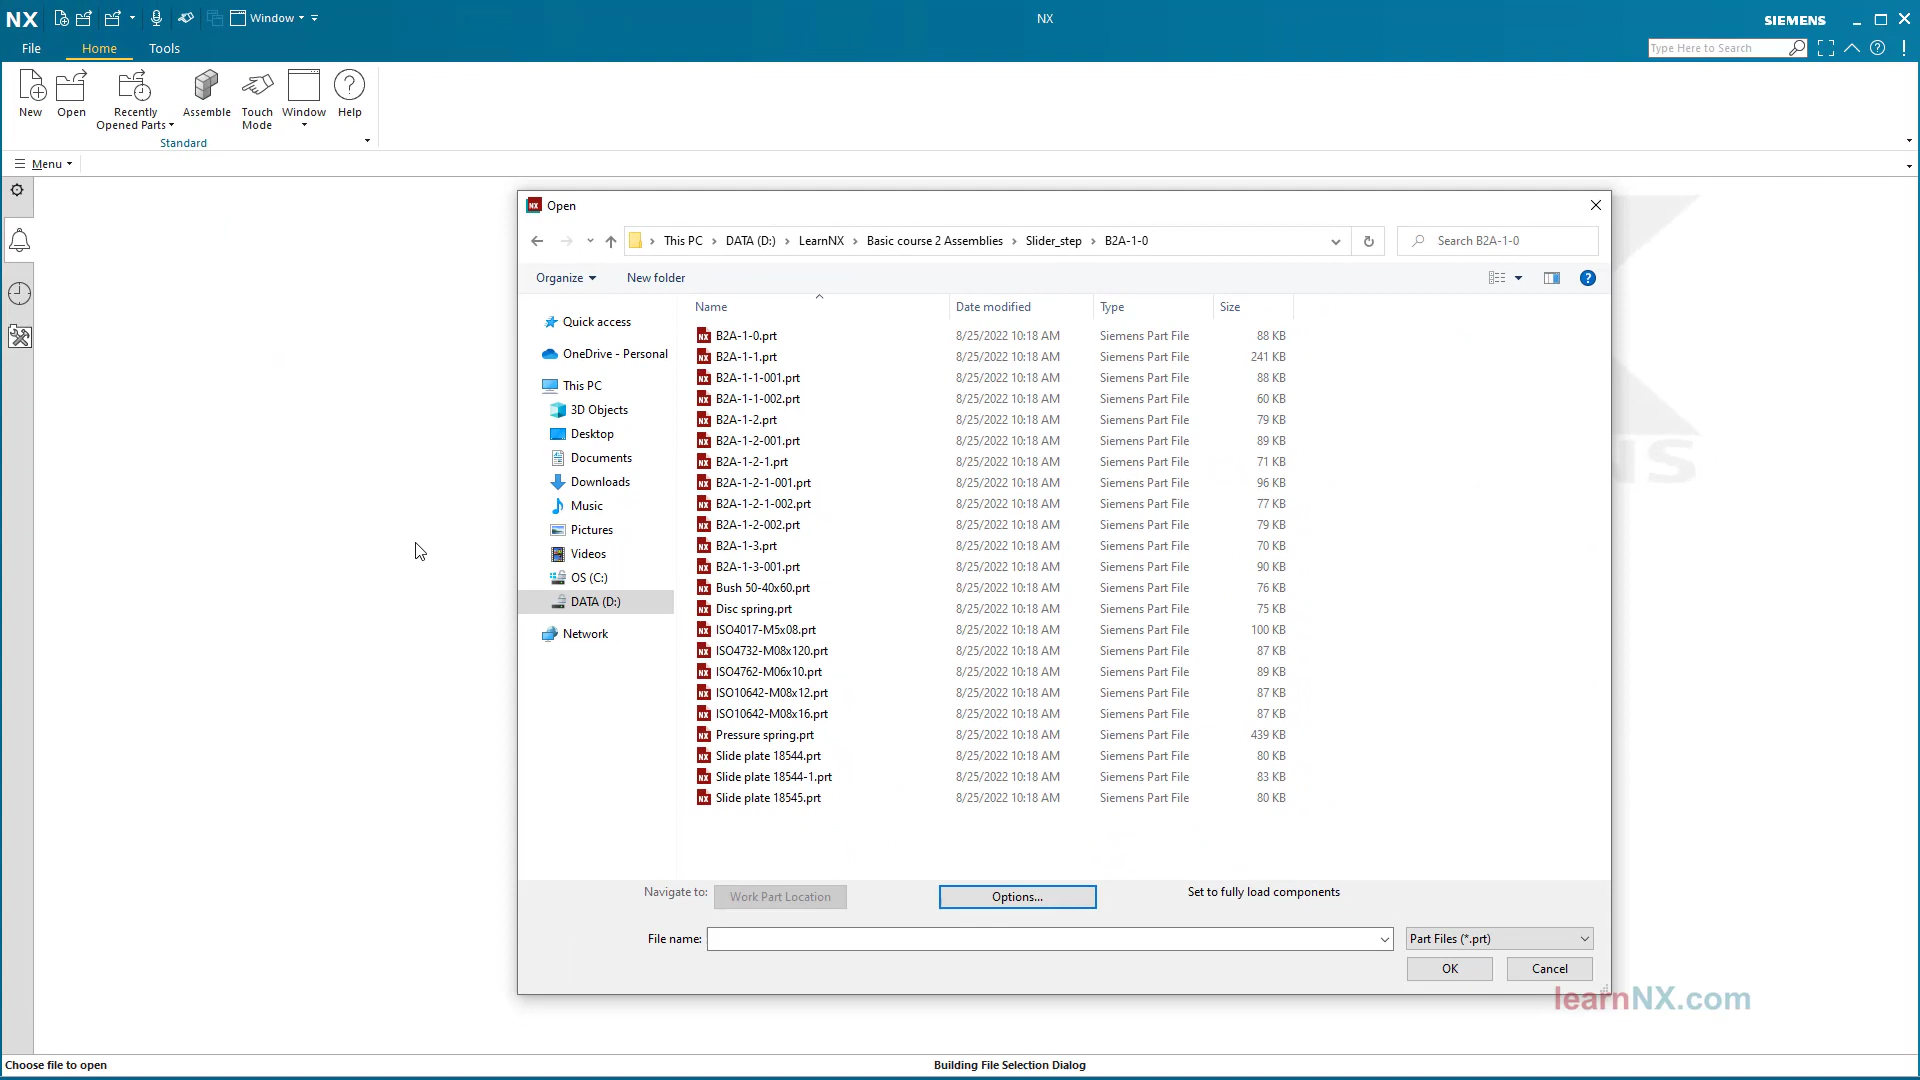 NX
Window
NX
SIEMENS
File Home Tools
Type Here to Search
New
Open
Recently
Opened Parts
Assemble
Touch
Mode
Window
Help
Standard
Menu
Open
This PC DATA (D:) LearnNX Basic course 2 Assemblies Slider_step B2A-1-0
Search B2A-1-0
Organize New folder
Name Date modified Type Size
Quick access
OneDrive - Personal
This PC
3D Objects
Desktop
Documents
Downloads
Music
Pictures
Videos
OS (C:)
DATA (D:)
Network
B2A-1-0.prt 8/25/2022 10:18 AM Siemens Part File 88 KB
B2A-1-1.prt 8/25/2022 10:18 AM Siemens Part File 241 KB
B2A-1-1-001.prt 8/25/2022 10:18 AM Siemens Part File 88 KB
B2A-1-1-002.prt 8/25/2022 10:18 AM Siemens Part File 60 KB
B2A-1-2.prt 8/25/2022 10:18 AM Siemens Part File 79 KB
B2A-1-2-001.prt 8/25/2022 10:18 AM Siemens Part File 89 KB
B2A-1-2-1.prt 8/25/2022 10:18 AM Siemens Part File 71 KB
B2A-1-2-1-001.prt 8/25/2022 10:18 AM Siemens Part File 96 KB
B2A-1-2-1-002.prt 8/25/2022 10:18 AM Siemens Part File 77 KB
B2A-1-2-002.prt 8/25/2022 10:18 AM Siemens Part File 79 KB
B2A-1-3.prt 8/25/2022 10:18 AM Siemens Part File 70 KB
B2A-1-3-001.prt 8/25/2022 10:18 AM Siemens Part File 90 KB
Bush 50-40x60.prt 8/25/2022 10:18 AM Siemens Part File 76 KB
Disc spring.prt 8/25/2022 10:18 AM Siemens Part File 75 KB
ISO4017-M5x08.prt 8/25/2022 10:18 AM Siemens Part File 100 KB
ISO4732-M08x120.prt 8/25/2022 10:18 AM Siemens Part File 87 KB
ISO4762-M06x10.prt 8/25/2022 10:18 AM Siemens Part File 89 KB
ISO10642-M08x12.prt 8/25/2022 10:18 AM Siemens Part File 87 KB
ISO10642-M08x16.prt 8/25/2022 10:18 AM Siemens Part File 87 KB
Pressure spring.prt 8/25/2022 10:18 AM Siemens Part File 439 KB
Slide plate 18544.prt 8/25/2022 10:18 AM Siemens Part File 80 KB
Slide plate 18544-1.prt 8/25/2022 10:18 AM Siemens Part File 83 KB
Slide plate 18545.prt 8/25/2022 10:18 AM Siemens Part File 80 KB
NS
Navigate to: Work Part Location Options... Set to fully load components
File name: Part Files (*.prt)
OK Cancel
learnNX.com
Choose file to open Building File Selection Dialog